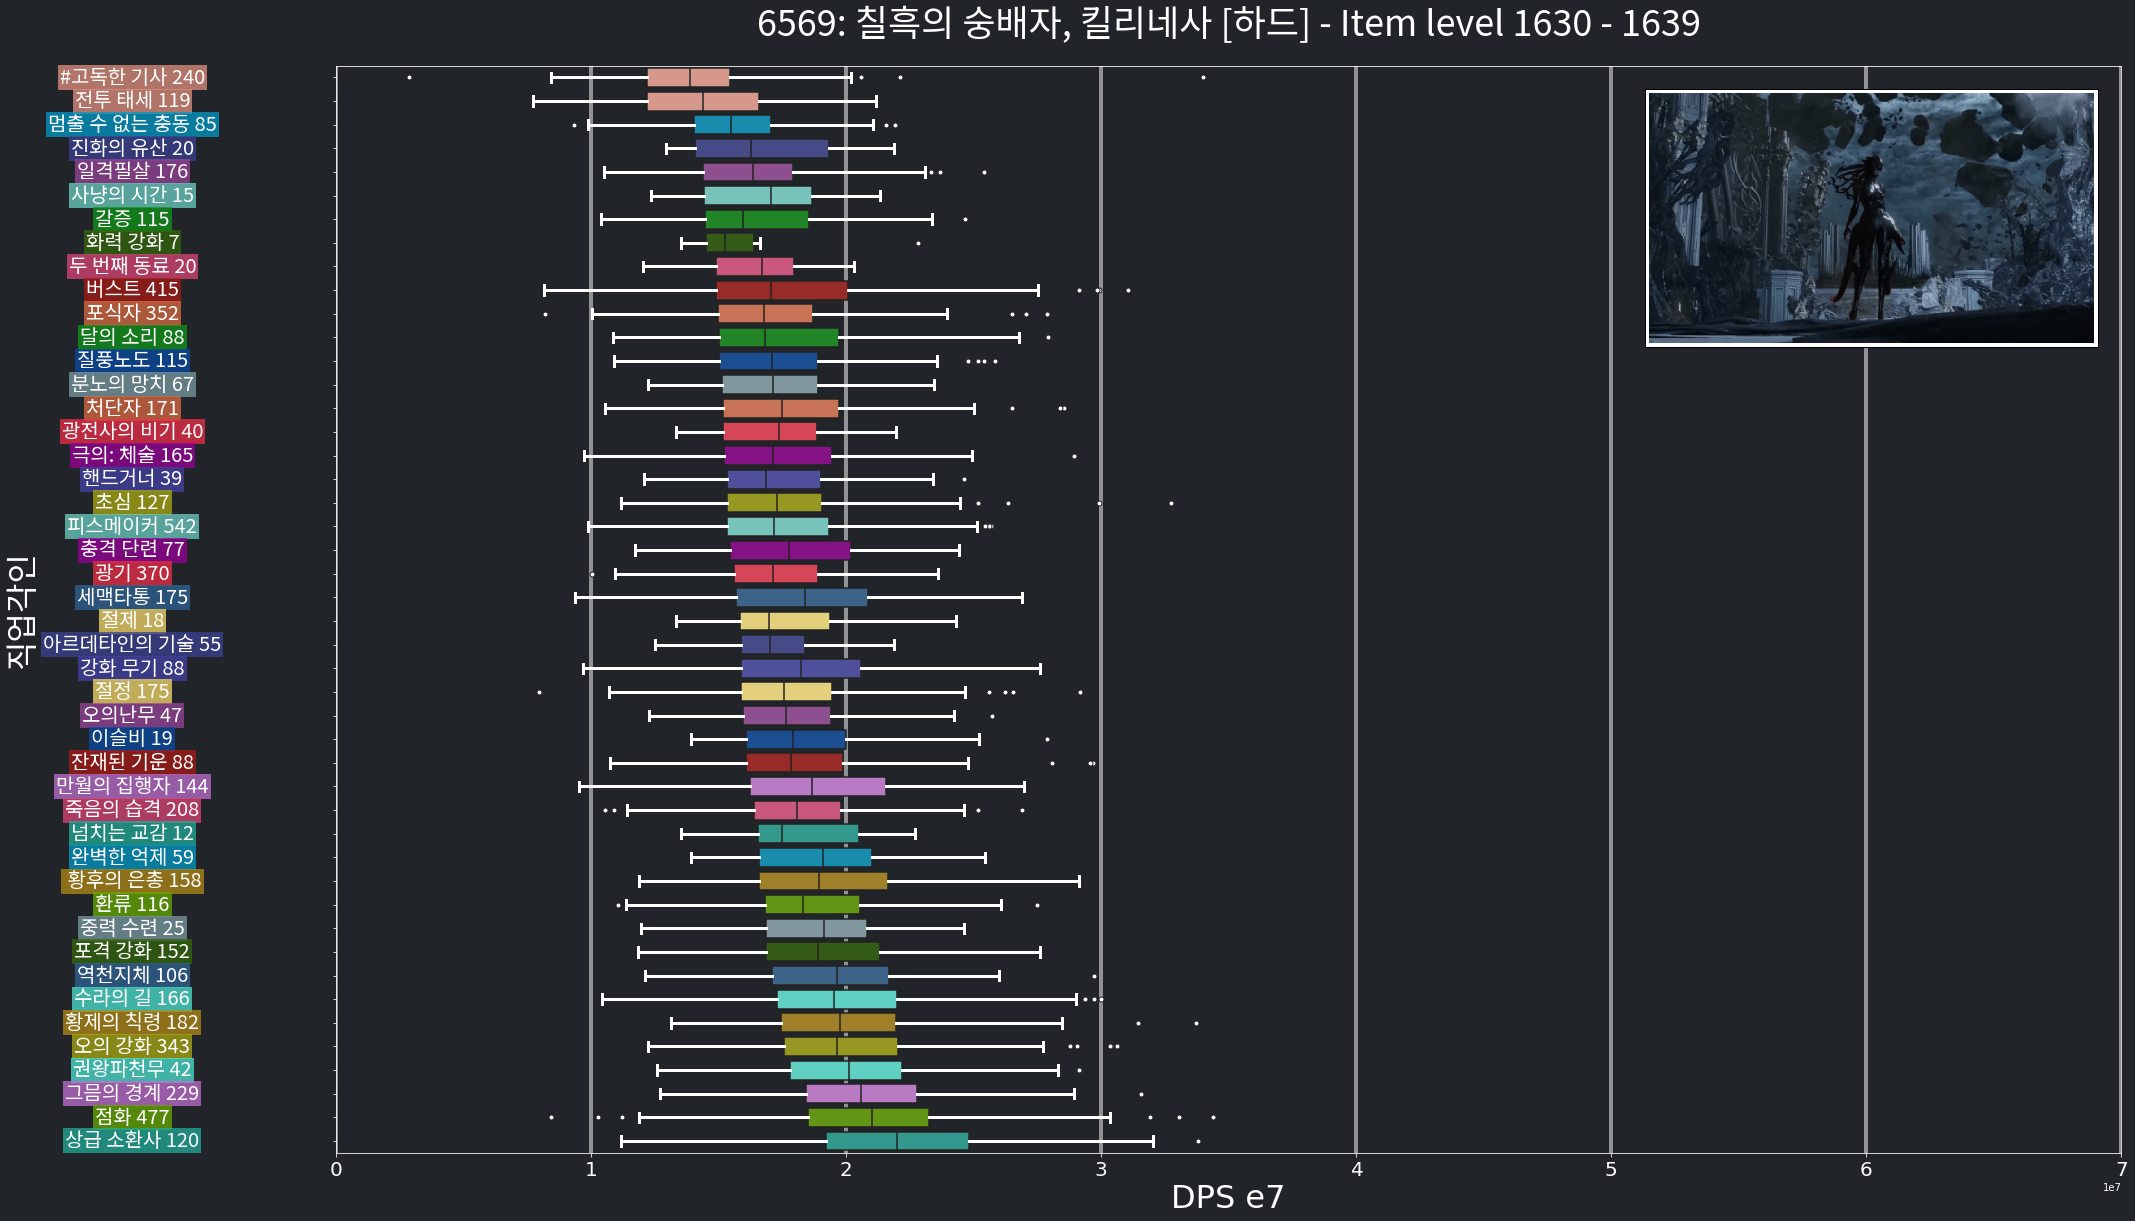 6569: 칠흑의 숭배자, 킬리네사 [하드] - Item level 1630 - 1639
#고독한 기사 240
전투 태세 119
멈출 수 없는 충동 85
진화의 유산 20
일격필살 176
사냥의 시간 15
갈증 115
화력 강화 7
두 번째 동료 20
버스트 415
포식자 352
달의 소리 88
질풍노도 115
분노의 망치 67
처단자 171
광전사의 비기 40
극의: 체술 165
핸드거너 39
초심 127
피스메이커 542
충격 단련 77
광기 370
세맥타통 175
절제 18
아르데타인의 기술 55
강화 무기 88
절정 175
오의난무 47
이슬비 19
잔재된 기운 88
만월의 집행자 144
죽음의 습격 208
넘치는 교감 12
완벽한 억제 59
황후의 은총 158
환류 116
중력 수련 25
포격 강화 152
역천지체 106
수라의 길 166
황제의 칙령 182
오의 강화 343
권왕파천무 42
그믐의 경계 229
점화 477
상급 소환사 120
직업각인
0 1 2 3 4 5 6 7
1e7
DPS e7